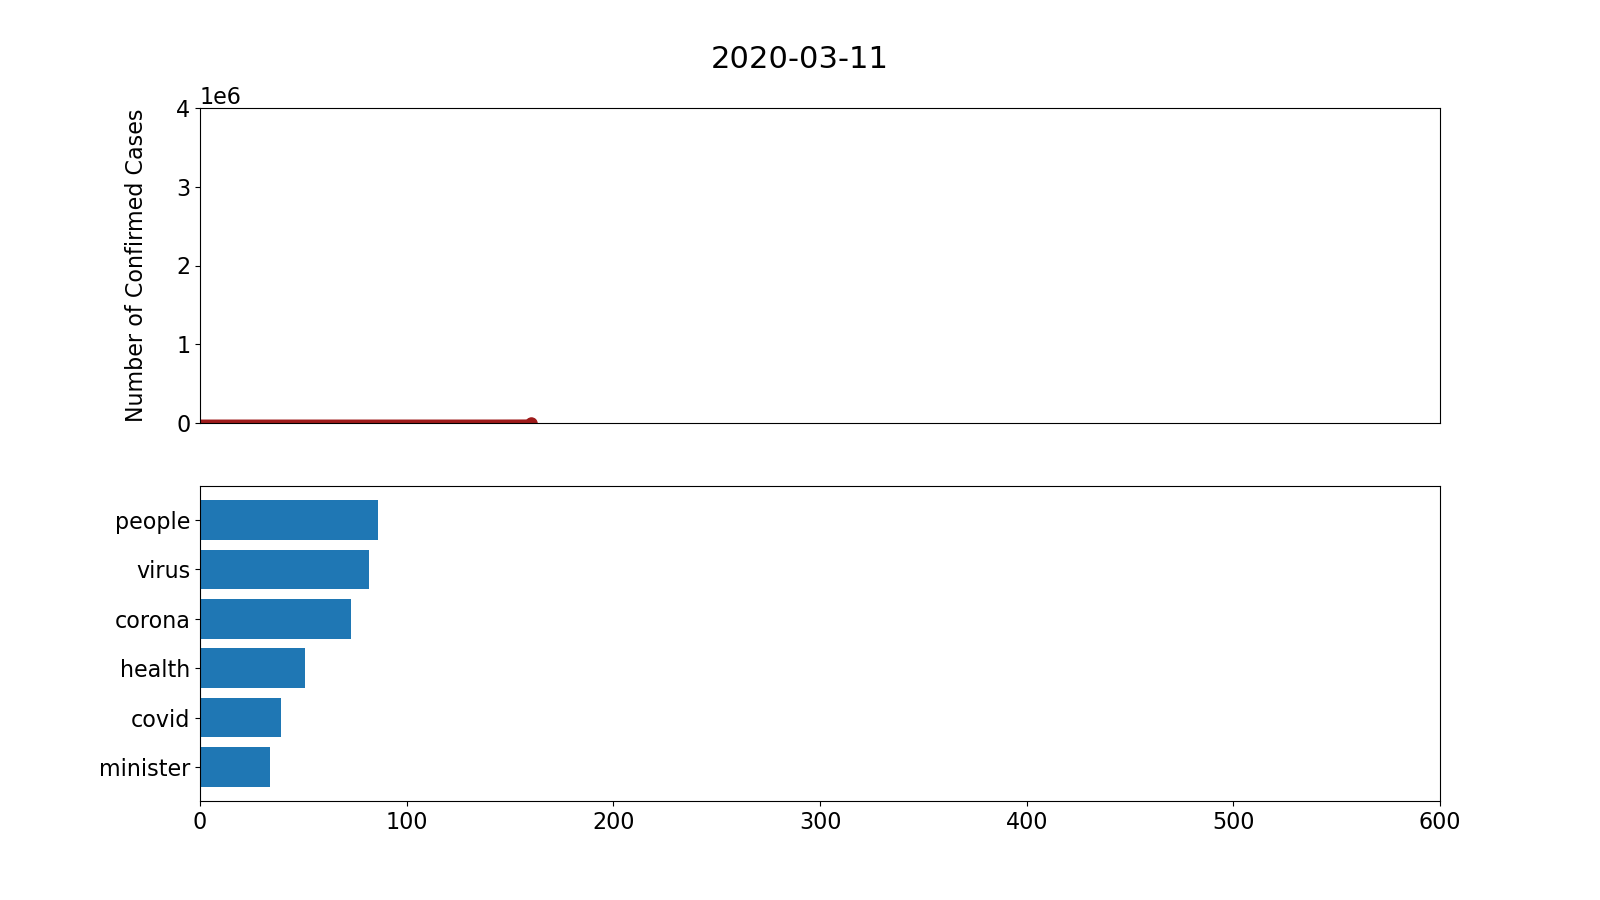 2020-03-11
1e6
4
3
2
1
0
Number of Confirmed Cases
people
virus
corona
health
covid
minister
0 100 200 300 400 500 600